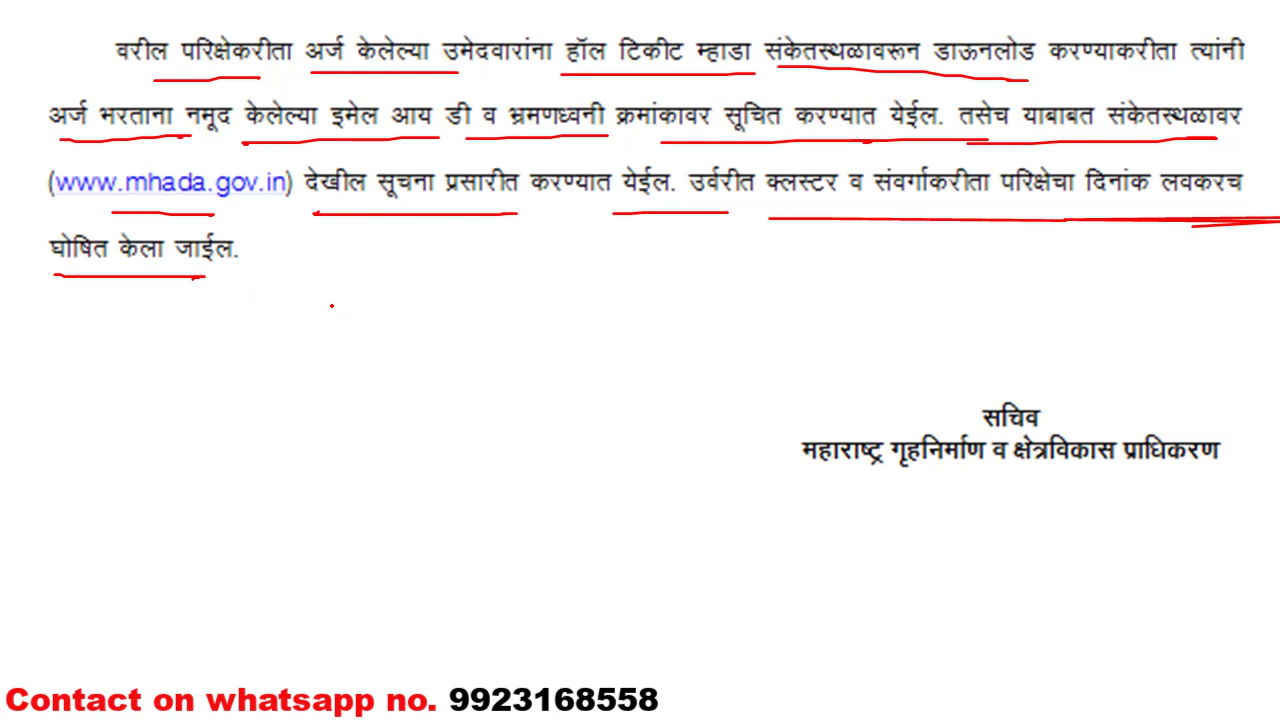 वरील परिक्षेकरीता अर्ज केलेल्या उमेदवारांना हॉल टिकीट म्हाडा संकेतस्थळावरून डाऊनलोड करण्याकरीता त्यांनी
अर्ज भरताना नमूद केलेल्या इमेल आय डी व भ्रमणध्वनी क्रमांकावर सूचित करण्यात येईल. तसेच याबाबत संकेतस्थळावर
(www.mhada.gov.in) देखील सूचना प्रसारीत करण्यात येईल. उर्वरीत क्लस्टर व संवर्गाकरीता परिक्षेचा दिनांक लवकरच
घोषित केला जाईल.
सचिव
महाराष्ट्र गृहनिर्माण व क्षेत्रविकास प्राधिकरण
Contact on whatsapp no. 9923168558